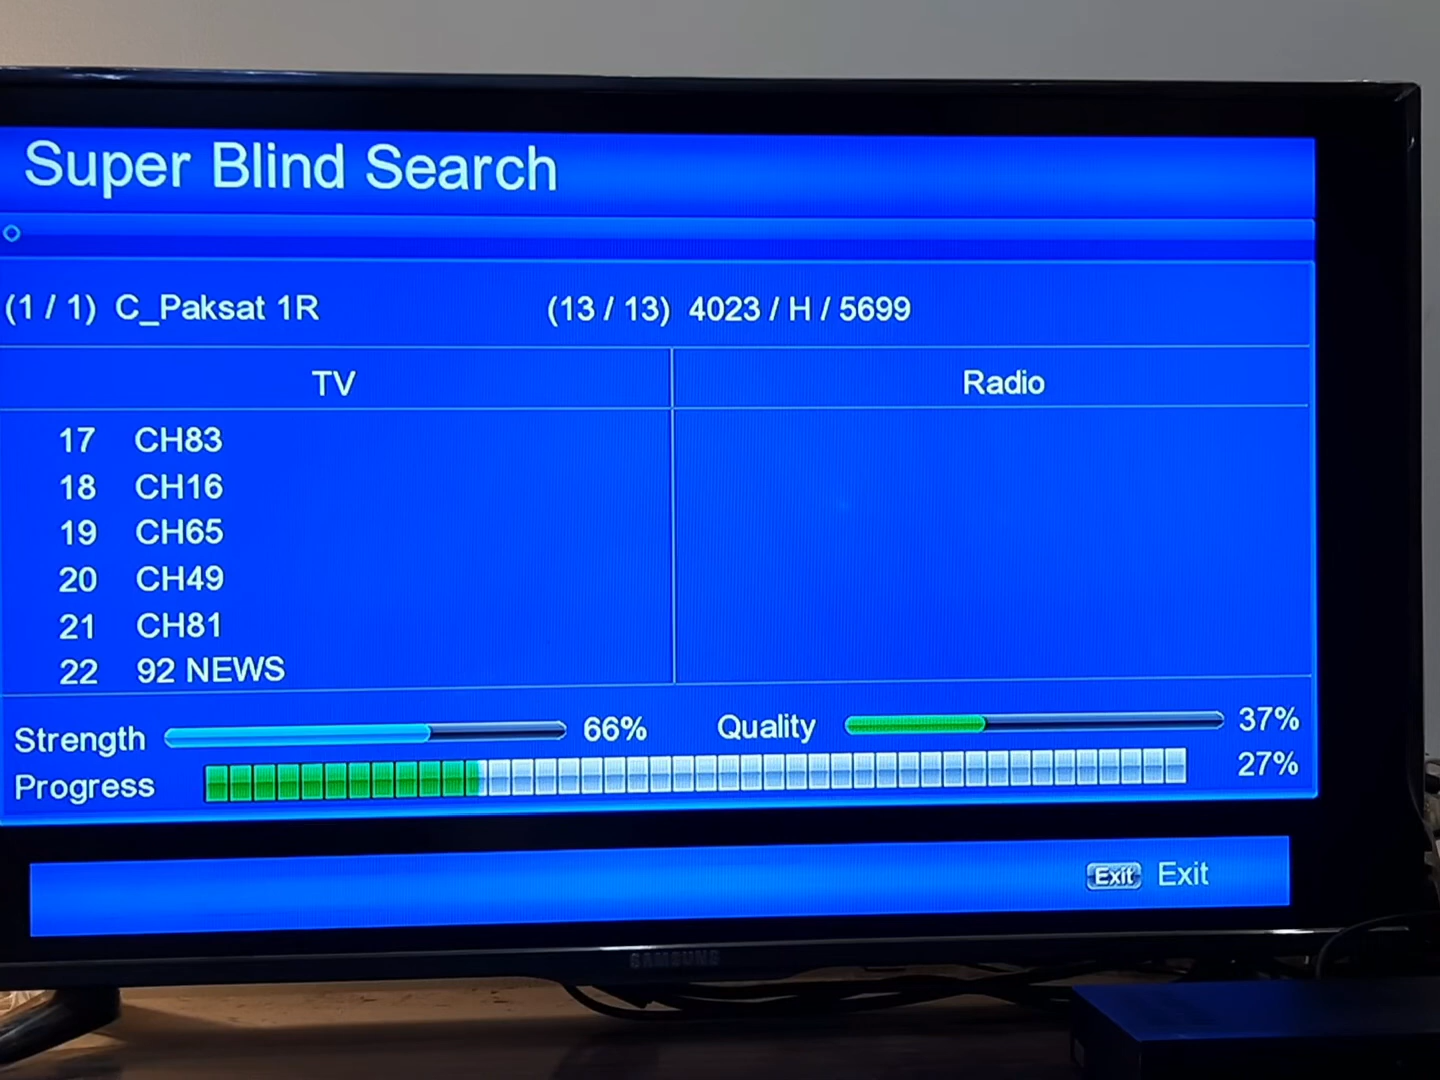 Super Blind Search
(1 / 1) C_Paksat 1R (13 / 13) 4023 / H / 5699
TV Radio
17 CH83
18 CH16
19 CH65
20 CH49
21 CH81
22 92 NEWS
Strength 66% Quality 37%
Progress 27%
Exit Exit
SAMSUNG